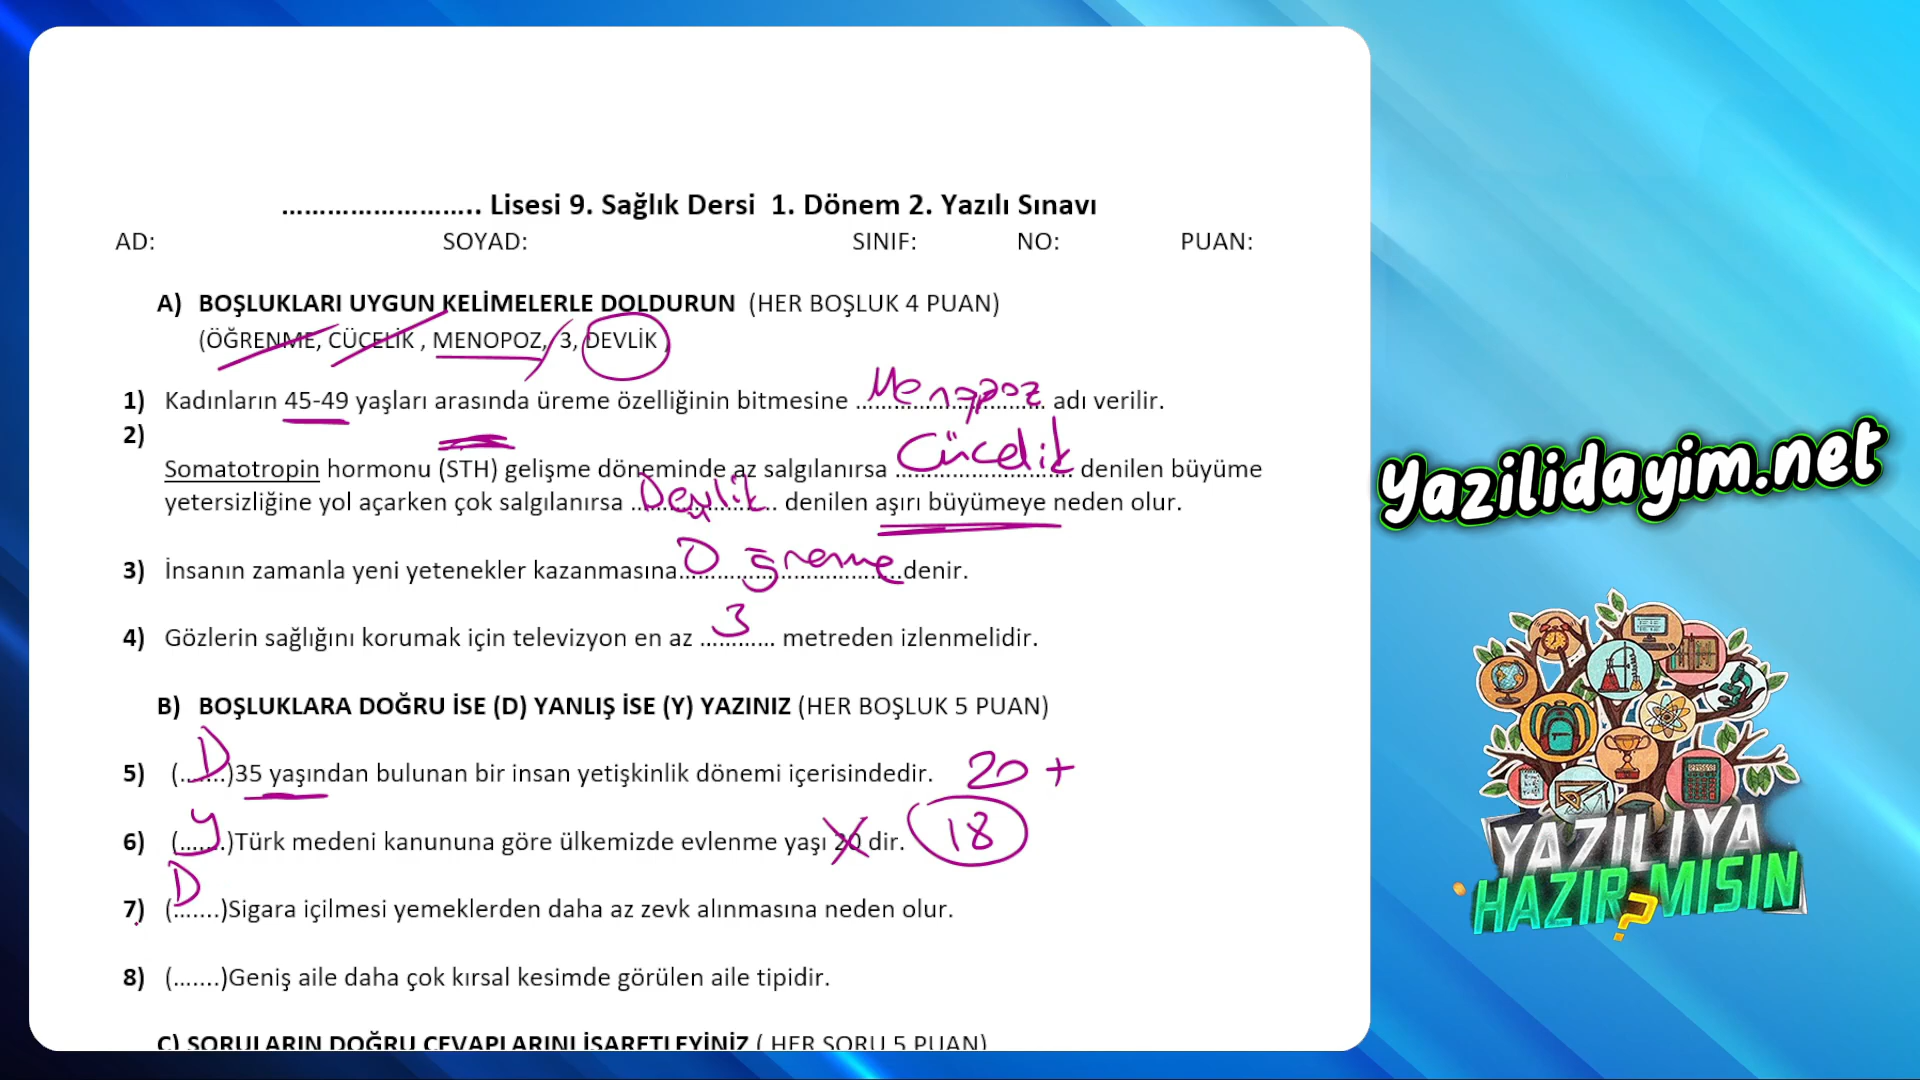 …………………….. Lisesi 9. Sağlık Dersi 1. Dönem 2. Yazılı Sınavı
AD: SOYAD: SINIF: NO: PUAN:
A) BOŞLUKLARI UYGUN KELİMELERLE DOLDURUN (HER BOŞLUK 4 PUAN)
(ÖĞRENME, CÜCELİK , MENOPOZ, 3, DEVLİK ,
1) Kadınların 45-49 yaşları arasında üreme özelliğinin bitmesine Menopoz adı verilir.
2)
Somatotropin hormonu (STH) gelişme döneminde az salgılanırsa Cücelik denilen büyüme
yetersizliğine yol açarken çok salgılanırsa Devlik denilen aşırı büyümeye neden olur.
3) İnsanın zamanla yeni yetenekler kazanmasına Öğrenme denir.
4) Gözlerin sağlığını korumak için televizyon en az 3 metreden izlenmelidir.
B) BOŞLUKLARA DOĞRU İSE (D) YANLIŞ İSE (Y) YAZINIZ (HER BOŞLUK 5 PUAN)
5) (D)35 yaşından bulunan bir insan yetişkinlik dönemi içerisindedir. 20 +
6) (y)Türk medeni kanununa göre ülkemizde evlenme yaşı 20 dir. 18
7) (D)Sigara içilmesi yemeklerden daha az zevk alınmasına neden olur.
8) (…....)Geniş aile daha çok kırsal kesimde görülen aile tipidir.
C) SORULARIN DOĞRU CEVAPLARINI İŞARETLEYİNİZ ( HER SORU 5 PUAN)
Yazilidayim.net
YAZILIYA
HAZIR MISIN
?